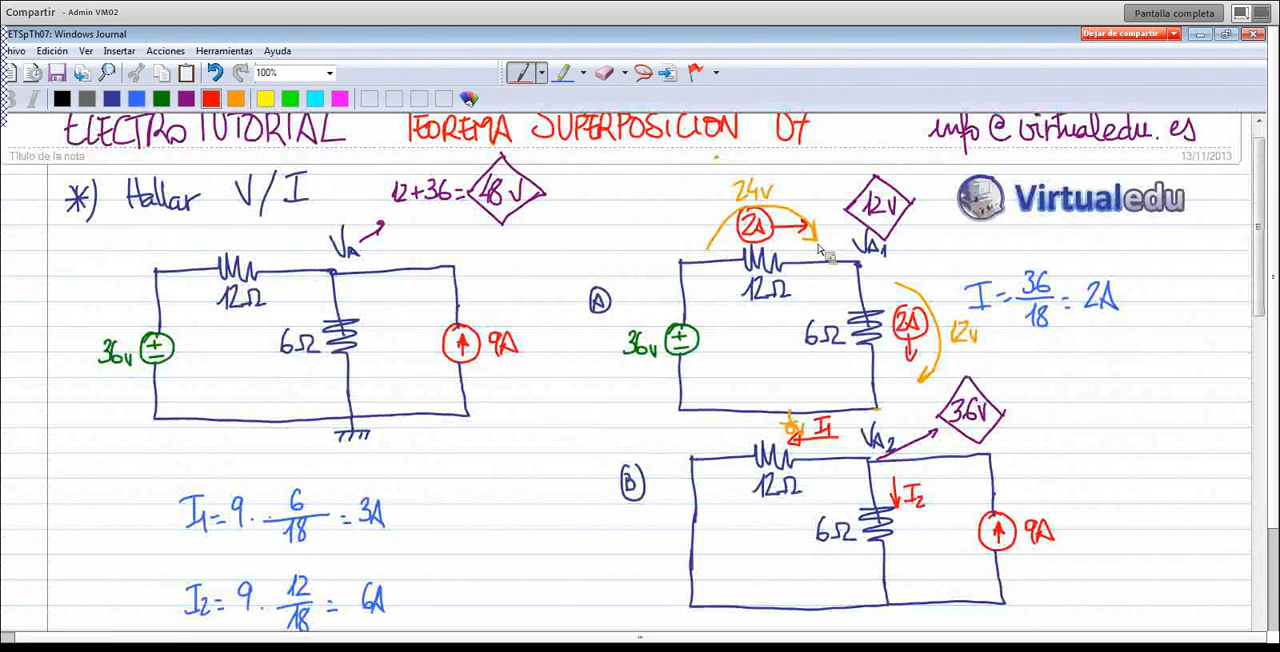 Compartir - Admin VM02
Pantalla completa
ETSpTh07: Windows Journal
Dejar de compartir
hivo Edición Ver Insertar Acciones Herramientas Ayuda
100%
ELECTROTUTORIAL TEOREMA SUPERPOSICION 07 info@virtualedu.es
Título de la nota
13/11/2013
*) Hallar V/I
12+36= 48V
VA
12Ω
6Ω
36V
9A
I1= 9 · 6/18 = 3A
I2= 9 · 12/18 = 6A
A
24V
2A
12V
VA1
12Ω
6Ω
36V
2A
12V
Virtualedu
I = 36/18 = 2A
B
I1
VA2
36V
12Ω
I2
6Ω
9A